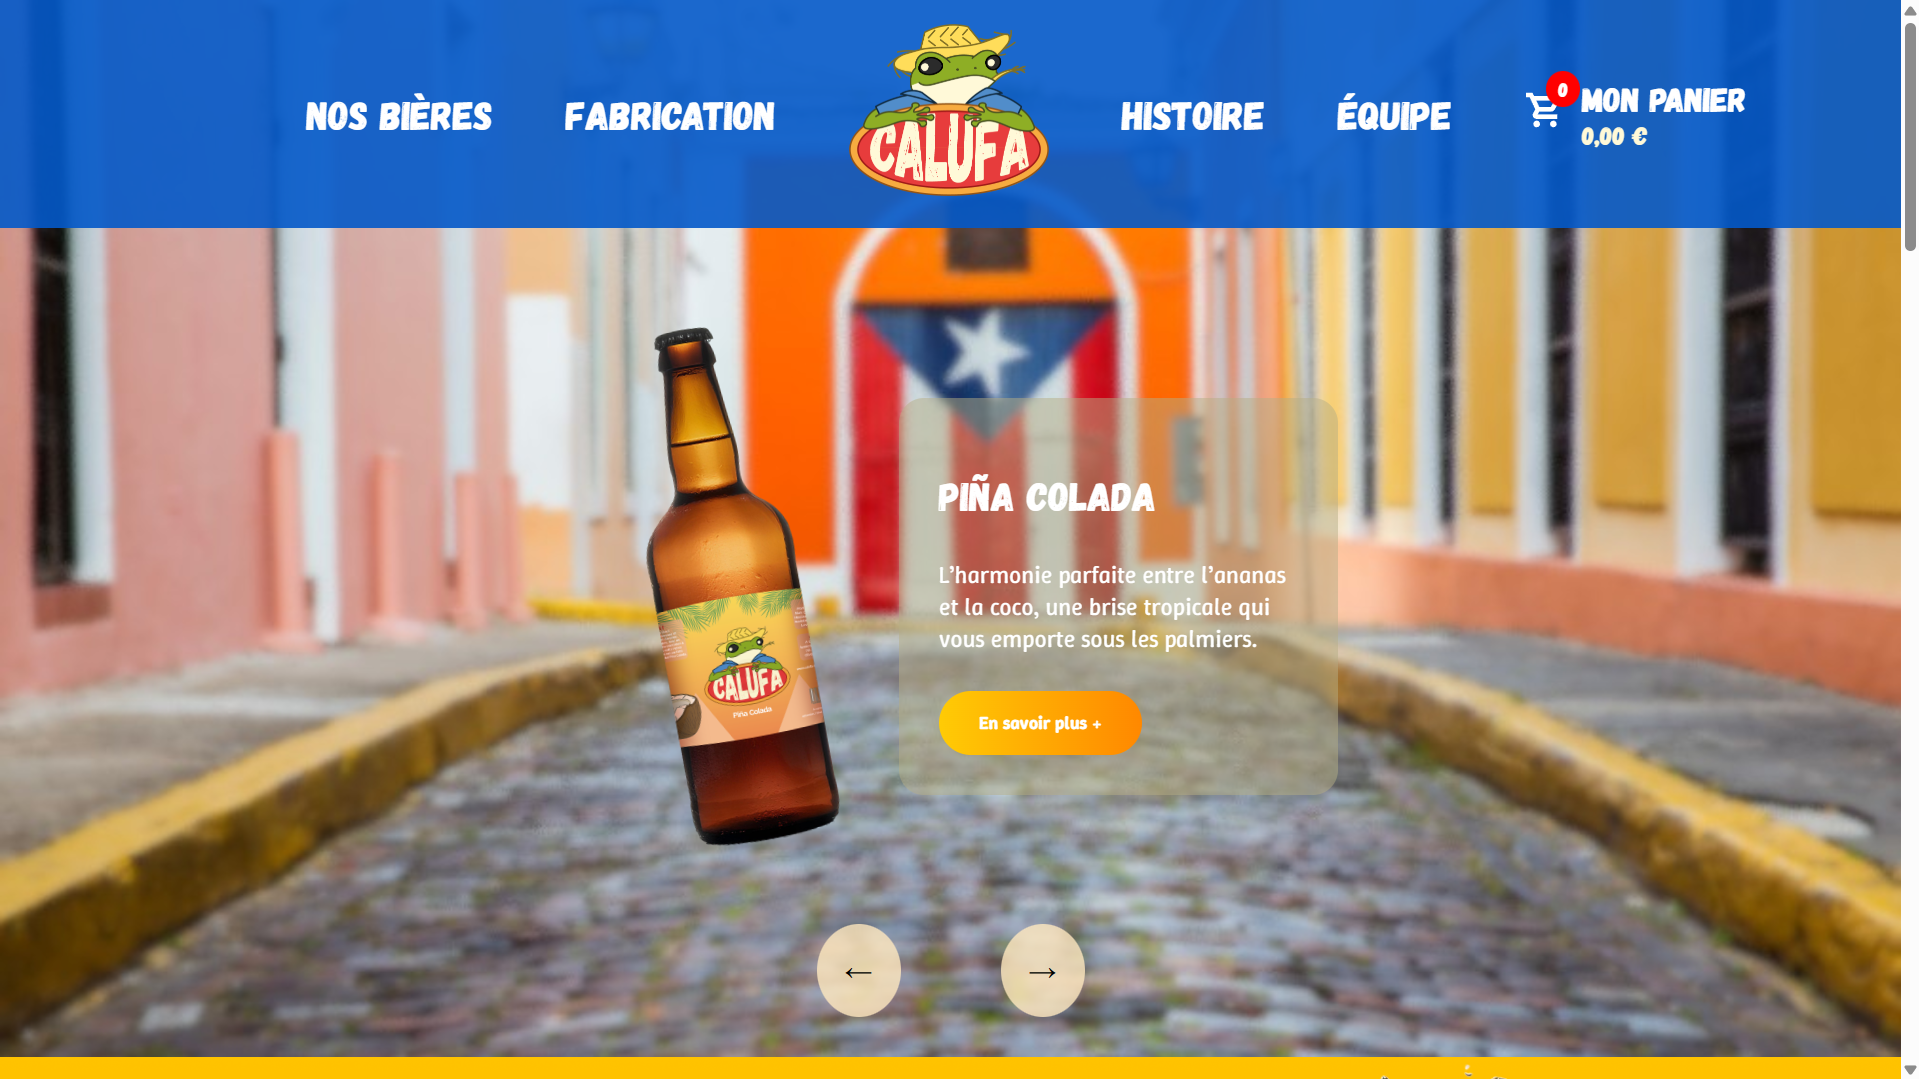 NOS BIÈRES
FABRICATION
CALUFA
HISTOIRE
ÉQUIPE
0
MON PANIER
0,00 €
PIÑA COLADA
L’harmonie parfaite entre l’ananas
et la coco, une brise tropicale qui
vous emporte sous les palmiers.
En savoir plus +
CALUFA
Piña Colada
←
→